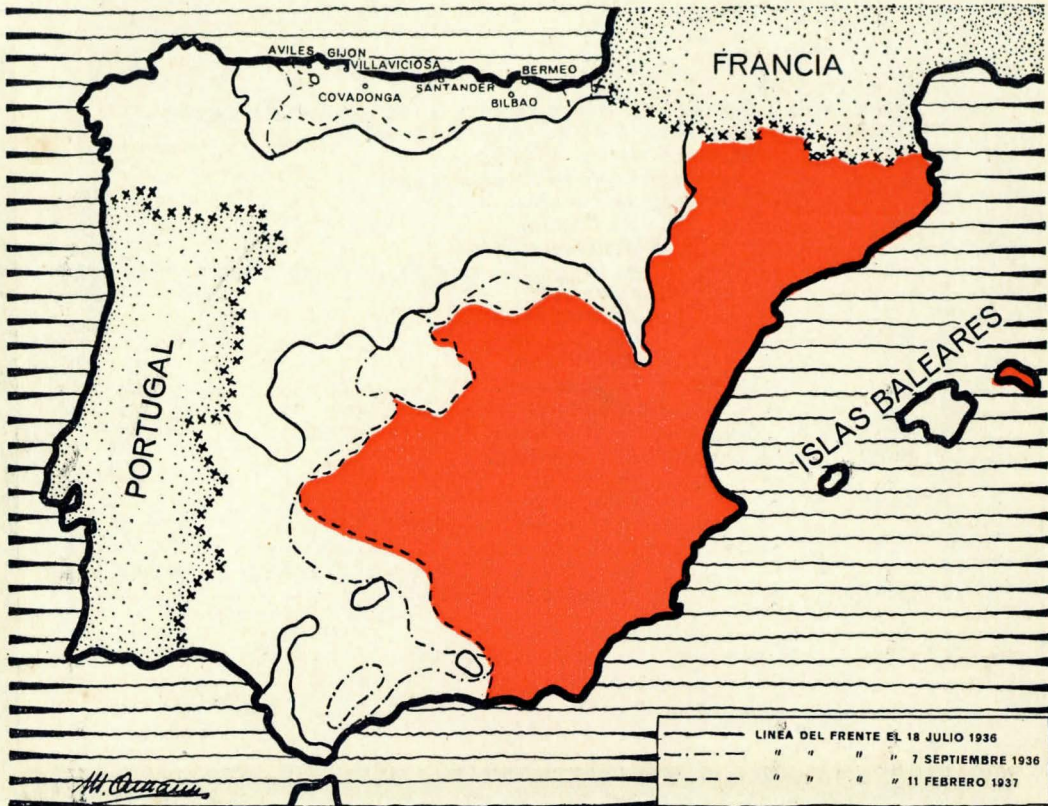 FRANCIA
AVILES GIJON
VILLAVICIOSA
BERMEO
SANTANDER
COVADONGA
BILBAO
PORTUGAL
ISLAS BALEARES
LINEA DEL FRENTE EL 18 JULIO 1936
" " " " 7 SEPTIEMBRE 1936
" " " " 11 FEBRERO 1937